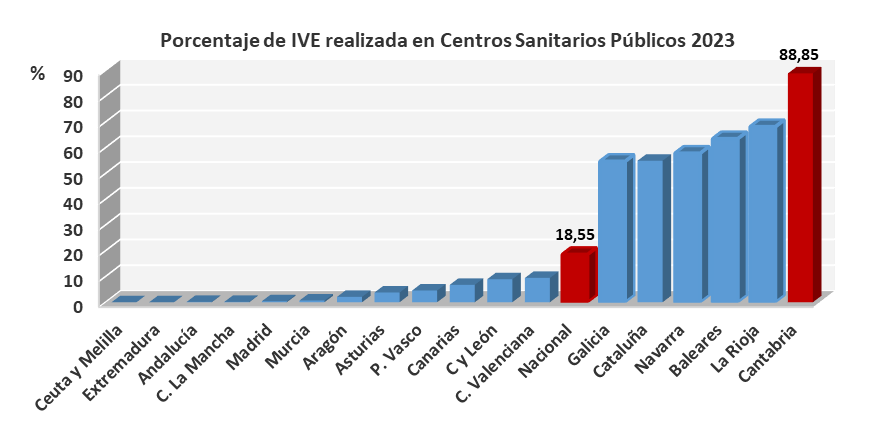 Porcentaje de IVE realizada en Centros Sanitarios Públicos 2023
%
90
80
70
60
50
40
30
20
10
0
18,55
88,85
Ceuta y Melilla
Extremadura
Andalucía
C. La Mancha
Madrid
Murcia
Aragón
Asturias
P. Vasco
Canarias
C y León
C. Valenciana
Nacional
Galicia
Cataluña
Navarra
Baleares
La Rioja
Cantabria